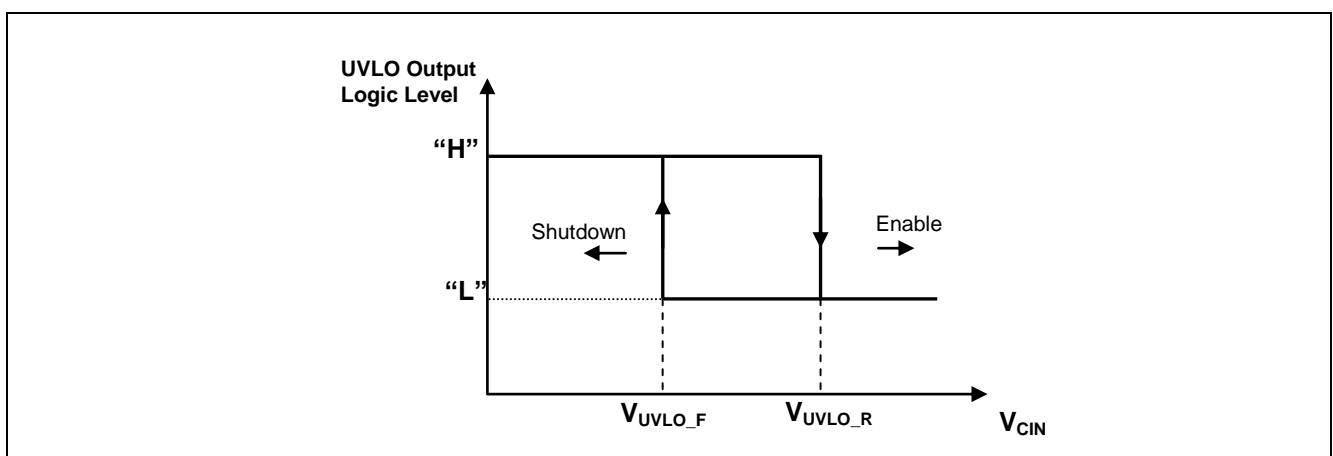 UVLO Output
Logic Level
“H”
Shutdown
Enable
“L”
VUVLO_F
VUVLO_R
VCIN